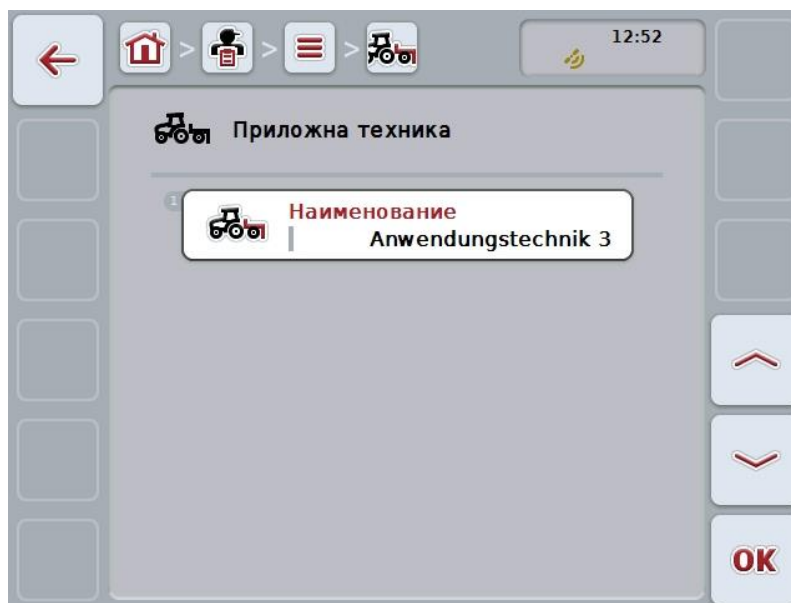 12:52
Приложна техника
1
Наименование
Anwendungstechnik 3
OK